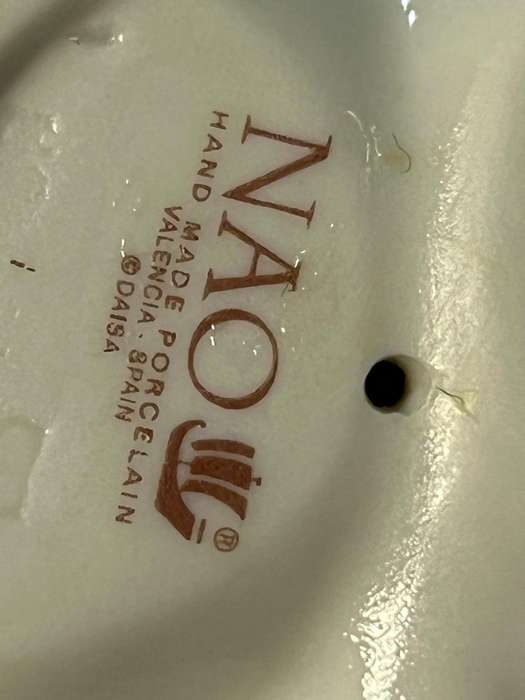 NAO ®
HAND MADE PORCELAIN
VALENCIA. SPAIN
© DAISA